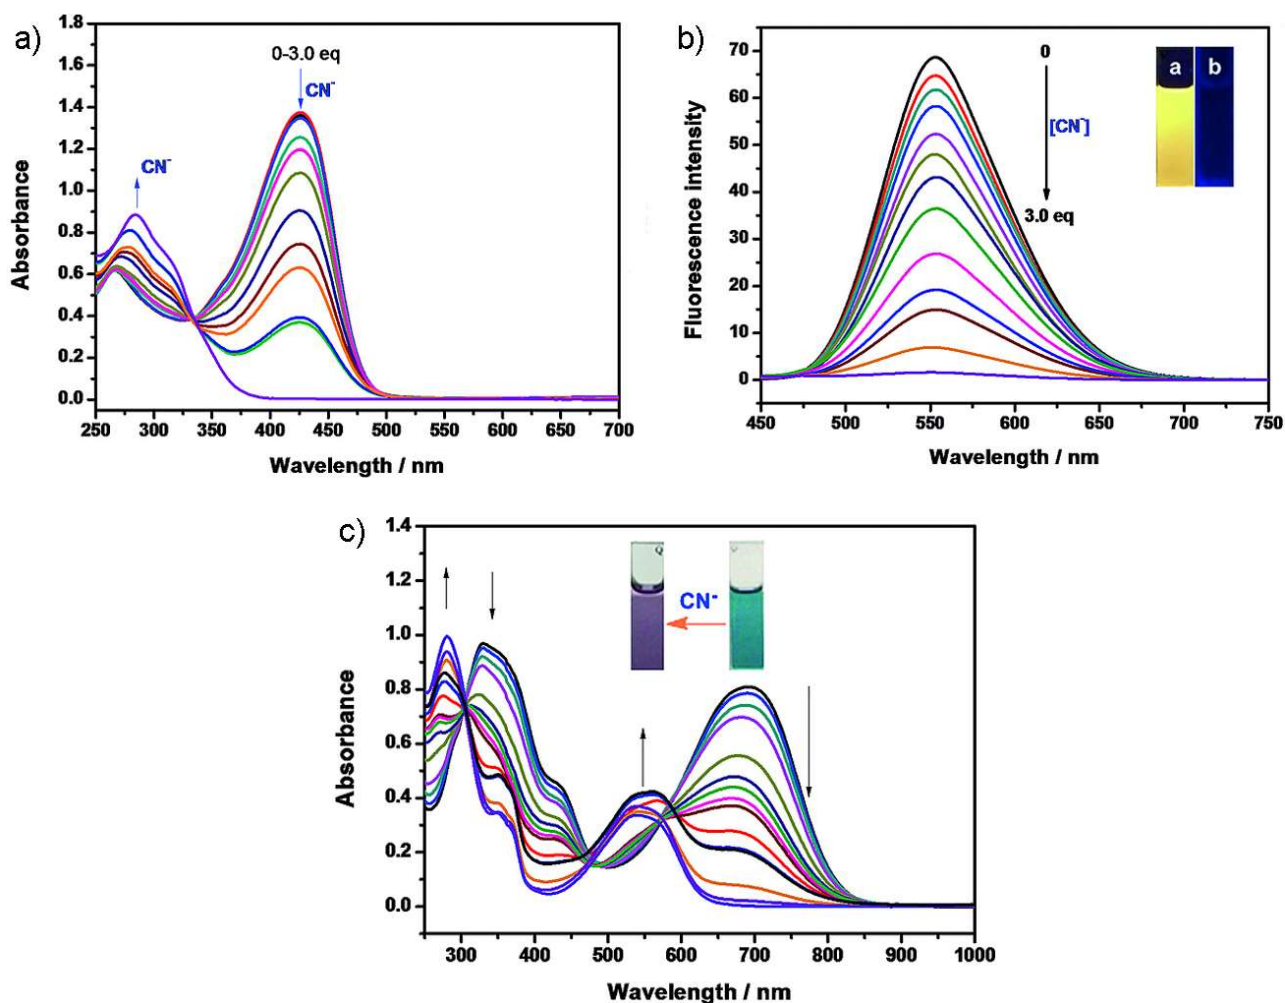 a)
1.8
1.6
1.4
1.2
1.0
0.8
0.6
0.4
0.2
0.0
Absorbance
0-3.0 eq
CN⁻
CN⁻
250 300 350 400 450 500 550 600 650 700
Wavelength / nm
b)
70
60
50
40
30
20
10
0
Fluorescence intensity
0
[CN⁻]
3.0 eq
a b
450 500 550 600 650 700 750
Wavelength / nm
c)
1.4
1.2
1.0
0.8
0.6
0.4
0.2
0.0
Absorbance
CN⁻
300 400 500 600 700 800 900 1000
Wavelength / nm